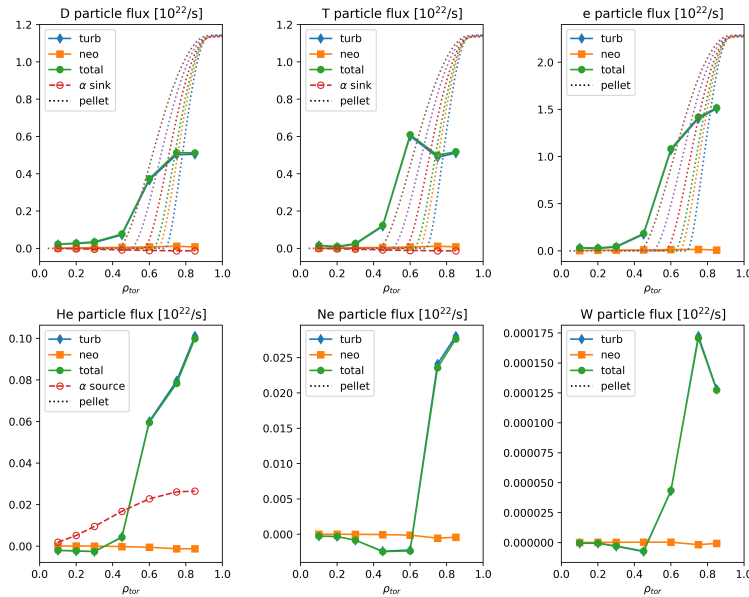 D particle flux [10²²/s]
1.2
1.0
0.8
0.6
0.4
0.2
0.0
turb
neo
total
α sink
pellet
0.0 0.2 0.4 0.6 0.8 1.0
ρtor
T particle flux [10²²/s]
1.2
1.0
0.8
0.6
0.4
0.2
0.0
turb
neo
total
α sink
pellet
0.0 0.2 0.4 0.6 0.8 1.0
ρtor
e particle flux [10²²/s]
2.0
1.5
1.0
0.5
0.0
turb
neo
total
pellet
0.0 0.2 0.4 0.6 0.8 1.0
ρtor
He particle flux [10²²/s]
0.10
0.08
0.06
0.04
0.02
0.00
turb
neo
total
α source
pellet
0.0 0.2 0.4 0.6 0.8 1.0
ρtor
Ne particle flux [10²²/s]
0.025
0.020
0.015
0.010
0.005
0.000
turb
neo
total
pellet
0.0 0.2 0.4 0.6 0.8 1.0
ρtor
W particle flux [10²²/s]
0.000175
0.000150
0.000125
0.000100
0.000075
0.000050
0.000025
0.000000
turb
neo
total
pellet
0.0 0.2 0.4 0.6 0.8 1.0
ρtor